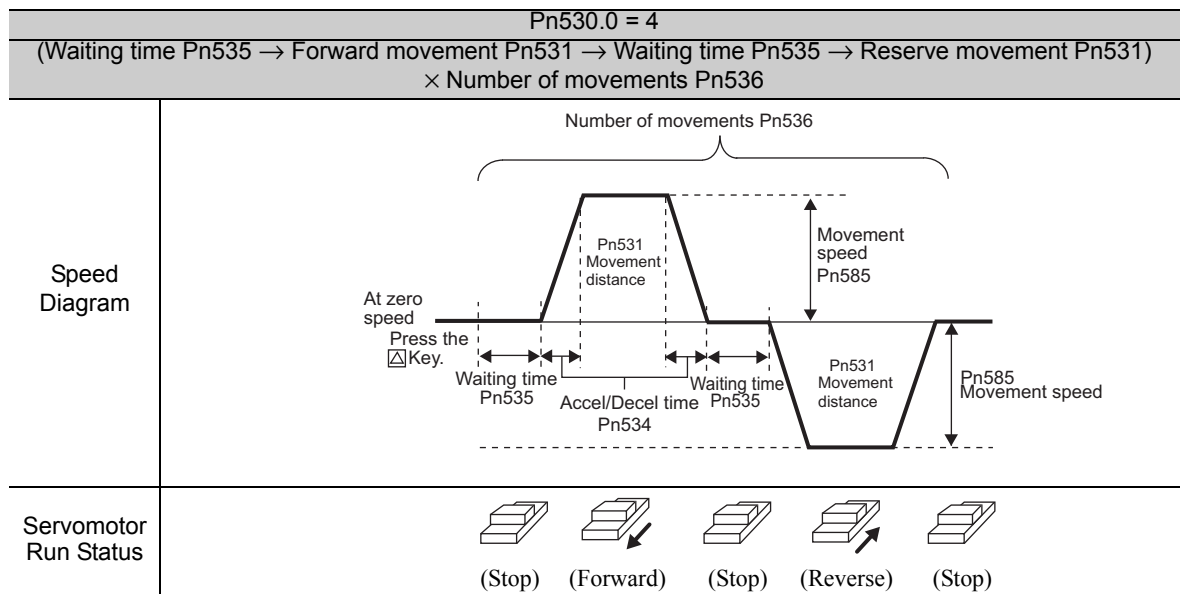 Pn530.0 = 4
(Waiting time Pn535 → Forward movement Pn531 → Waiting time Pn535 → Reserve movement Pn531)
× Number of movements Pn536
Speed
Diagram
Number of movements Pn536
Pn531
Movement
distance
Movement
speed
Pn585
At zero
speed
Press the
△ Key.
Waiting time
Pn535
Accel/Decel time
Pn534
Waiting time
Pn535
Pn531
Movement
distance
Pn585
Movement speed
Servomotor
Run Status
(Stop) (Forward) (Stop) (Reverse) (Stop)